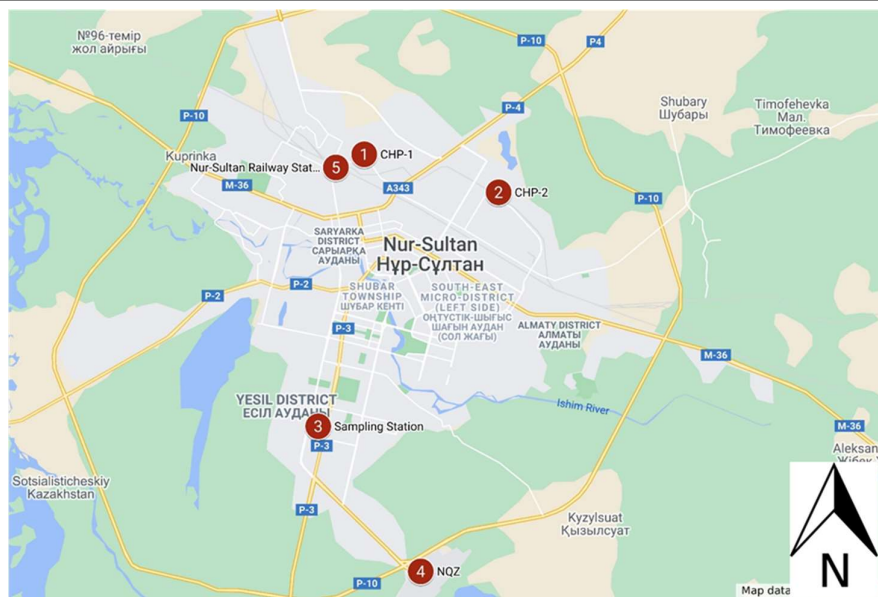 №96-темір
жол айрығы
P-10
P4
P-10
P-4
Shubary
Шубары
Timofehevka
Мал.
Тимофеевка
Kuprinka
1
CHP-1
5
Nur-Sultan Railway Stat...
M-36
A343
2
CHP-2
P-10
SARYARKA
DISTRICT
САРЫАРҚА
АУДАНЫ
Nur-Sultan
Нұр-Сұлтан
P-2
P-2
SHUBAR
TOWNSHIP
ШҮБАР КЕНТІ
SOUTH-EAST
MICRO-DISTRICT
(LEFT SIDE)
ОҢТҮСТІК-ШЫҒЫС
ШАҒЫН АУДАН
(СОЛ ЖАҒЫ)
P-3
ALMATY DISTRICT
АЛМАТЫ
АУДАНЫ
M-36
YESIL DISTRICT
ЕСІЛ АУДАНЫ
Ishim River
3
Sampling Station
P-3
M-36
Aleksan
Sotsialisticheskiy
Kazakhstan
P-3
Kyzylsuat
Қызылсуат
4
NQZ
P-10
Map data
N